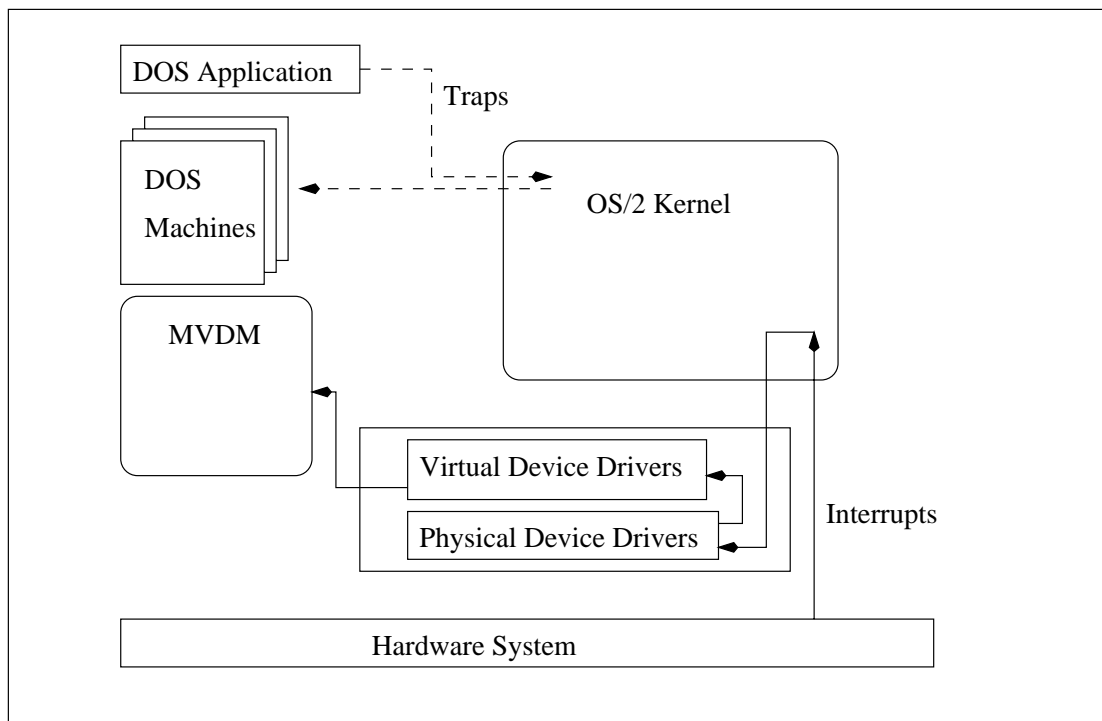 DOS Application
Traps
DOS
Machines
OS/2 Kernel
MVDM
Virtual Device Drivers
Physical Device Drivers
Interrupts
Hardware System